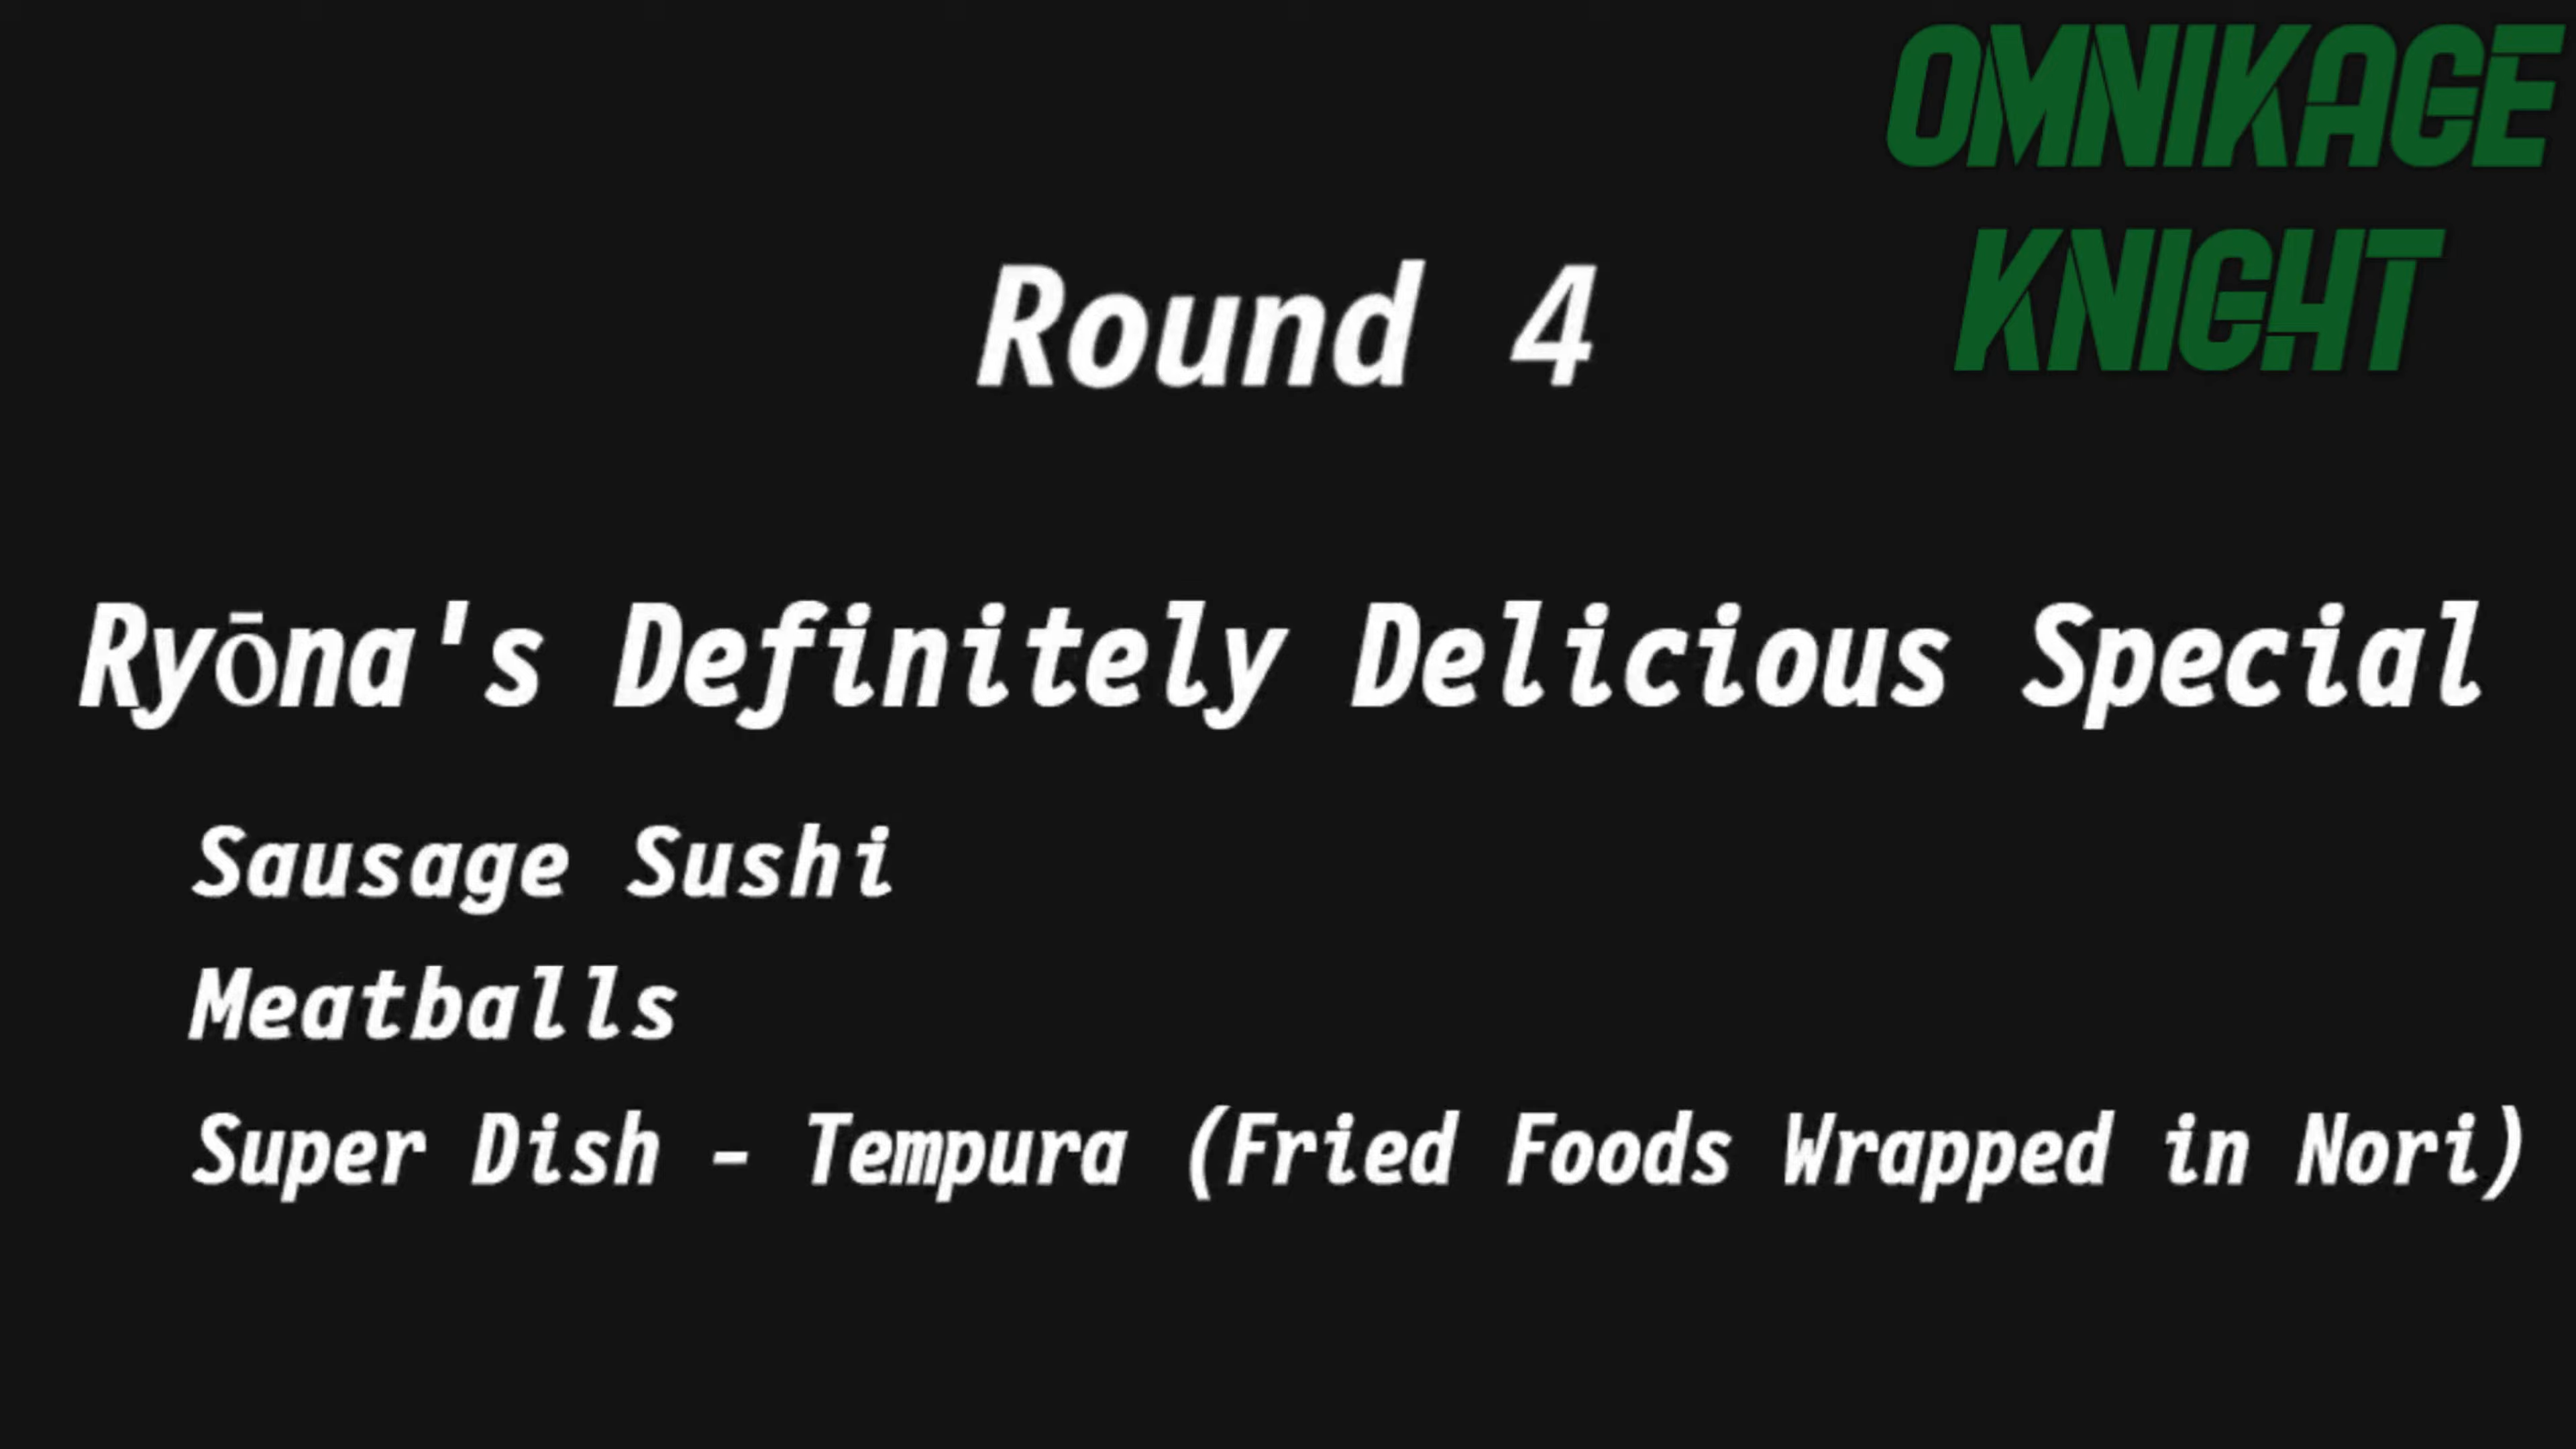 OMNIKAGE
KNIGHT
Round 4
Ryōna's Definitely Delicious Special
Sausage Sushi
Meatballs
Super Dish - Tempura (Fried Foods Wrapped in Nori)